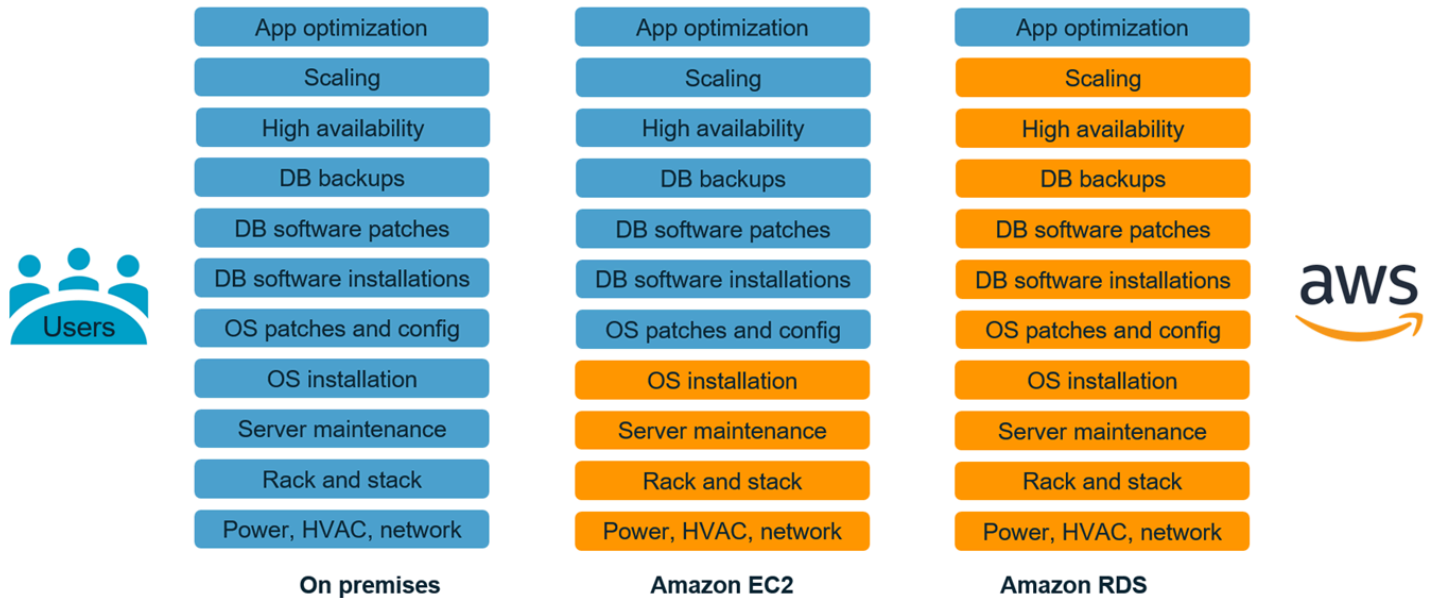 App optimization
Scaling
High availability
DB backups
DB software patches
DB software installations
OS patches and config
OS installation
Server maintenance
Rack and stack
Power, HVAC, network
On premises
App optimization
Scaling
High availability
DB backups
DB software patches
DB software installations
OS patches and config
OS installation
Server maintenance
Rack and stack
Power, HVAC, network
Amazon EC2
App optimization
Scaling
High availability
DB backups
DB software patches
DB software installations
OS patches and config
OS installation
Server maintenance
Rack and stack
Power, HVAC, network
Amazon RDS
Users
aws